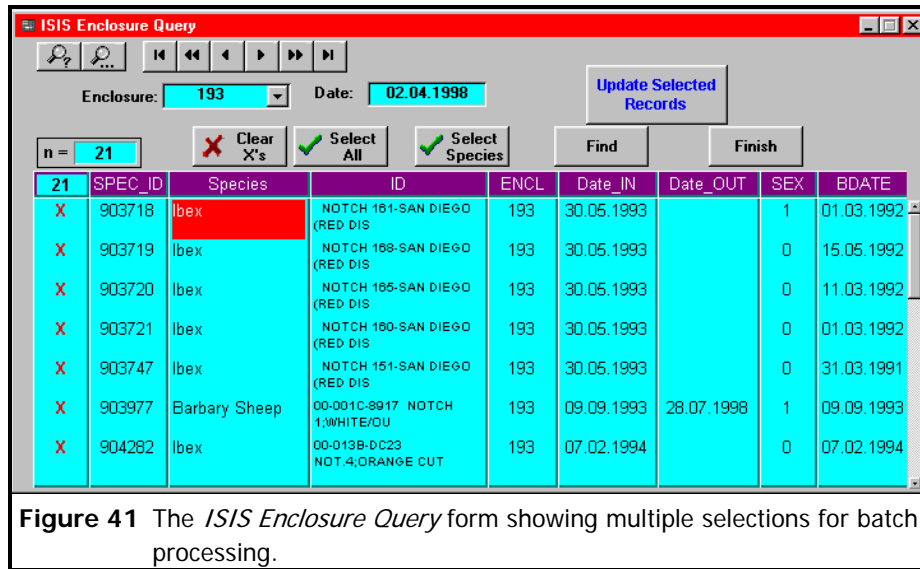 ISIS Enclosure Query
Enclosure: 193 Date: 02.04.1998
Update Selected
Records
n = 21
Clear
X's
Select
All
Select
Species
Find
Finish
21 SPEC_ID Species ID ENCL Date_IN Date_OUT SEX BDATE
X 903718 Ibex NOTCH 161-SAN DIEGO 193 30.05.1993 1 01.03.1992
(RED DIS
X 903719 Ibex NOTCH 168-SAN DIEGO 193 30.05.1993 0 15.05.1992
(RED DIS
X 903720 Ibex NOTCH 165-SAN DIEGO 193 30.05.1993 0 11.03.1992
(RED DIS
X 903721 Ibex NOTCH 160-SAN DIEGO 193 30.05.1993 0 01.03.1992
(RED DIS
X 903747 Ibex NOTCH 151-SAN DIEGO 193 30.05.1993 0 31.03.1991
(RED DIS
X 903977 Barbary Sheep 00-001C-8917 NOTCH 193 09.09.1993 28.07.1998 1 09.09.1993
1;WHITE/OU
X 904282 Ibex 00-013B-DC23 193 07.02.1994 0 07.02.1994
NOT.4;ORANGE CUT
Figure 41 The ISIS Enclosure Query form showing multiple selections for batch
processing.